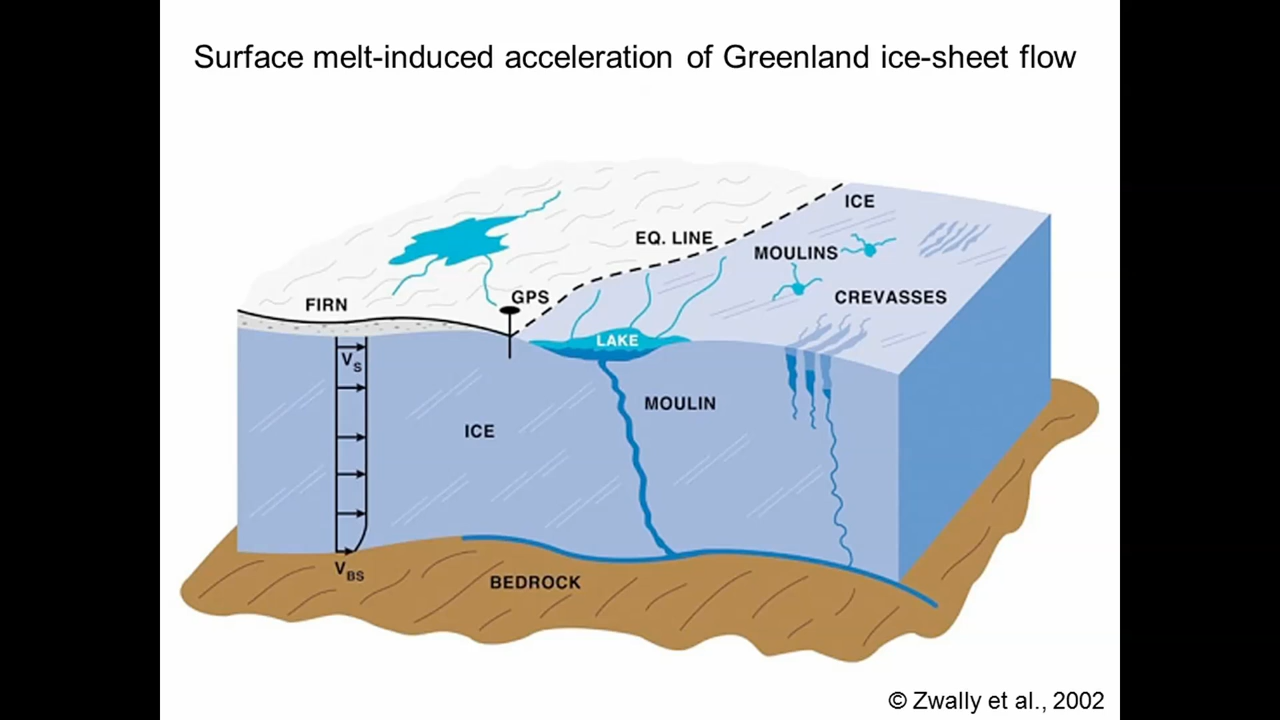 Surface melt-induced acceleration of Greenland ice-sheet flow
ICE
EQ. LINE
MOULINS
FIRN
GPS
CREVASSES
LAKE
VS
MOULIN
ICE
VBS
BEDROCK
© Zwally et al., 2002